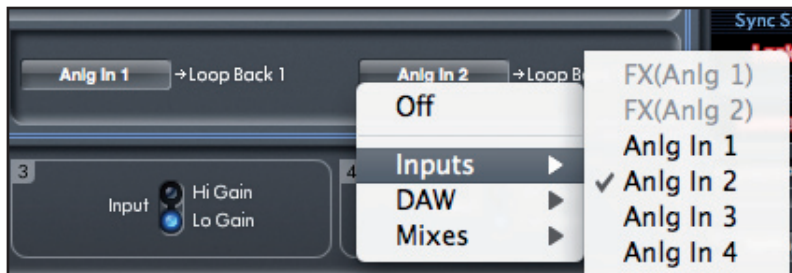 Sync S
Anlg In 1 →Loop Back 1
Anlg In 2 →Loop B
Off
Inputs
DAW
Mixes
FX(Anlg 1)
FX(Anlg 2)
Anlg In 1
✓ Anlg In 2
Anlg In 3
Anlg In 4
3
Input
Hi Gain
Lo Gain
4